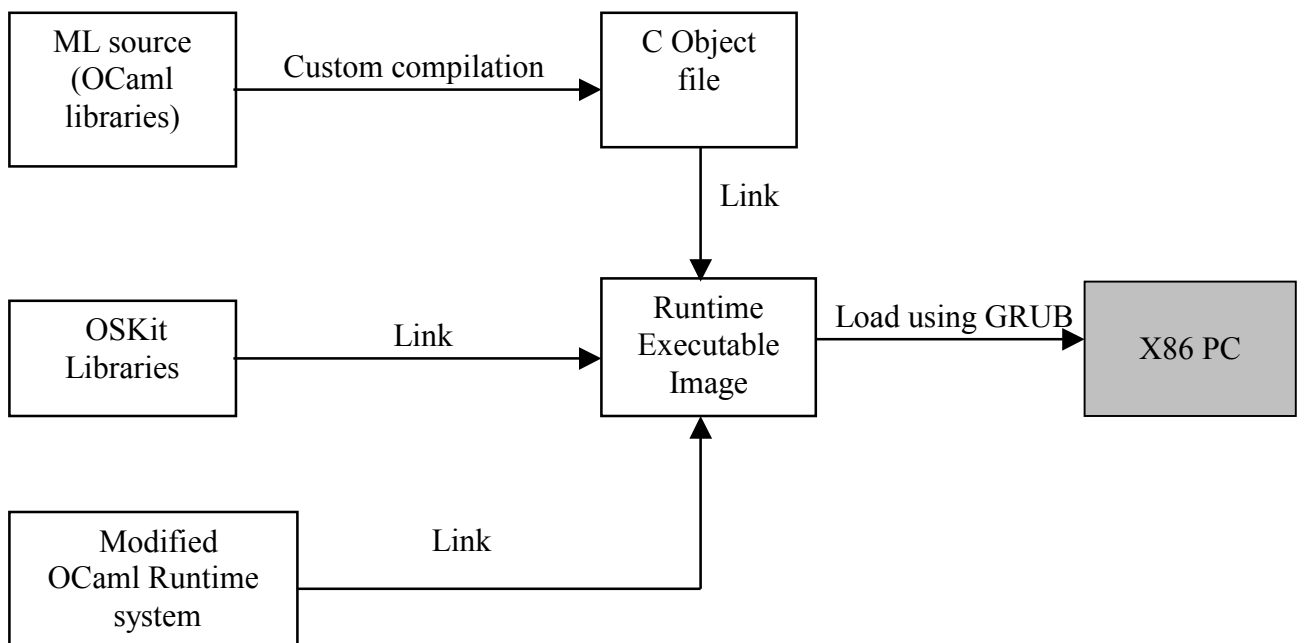 ML source
(OCaml
libraries)
Custom compilation
C Object
file
Link
OSKit
Libraries
Link
Runtime
Executable
Image
Load using GRUB
X86 PC
Modified
OCaml Runtime
system
Link